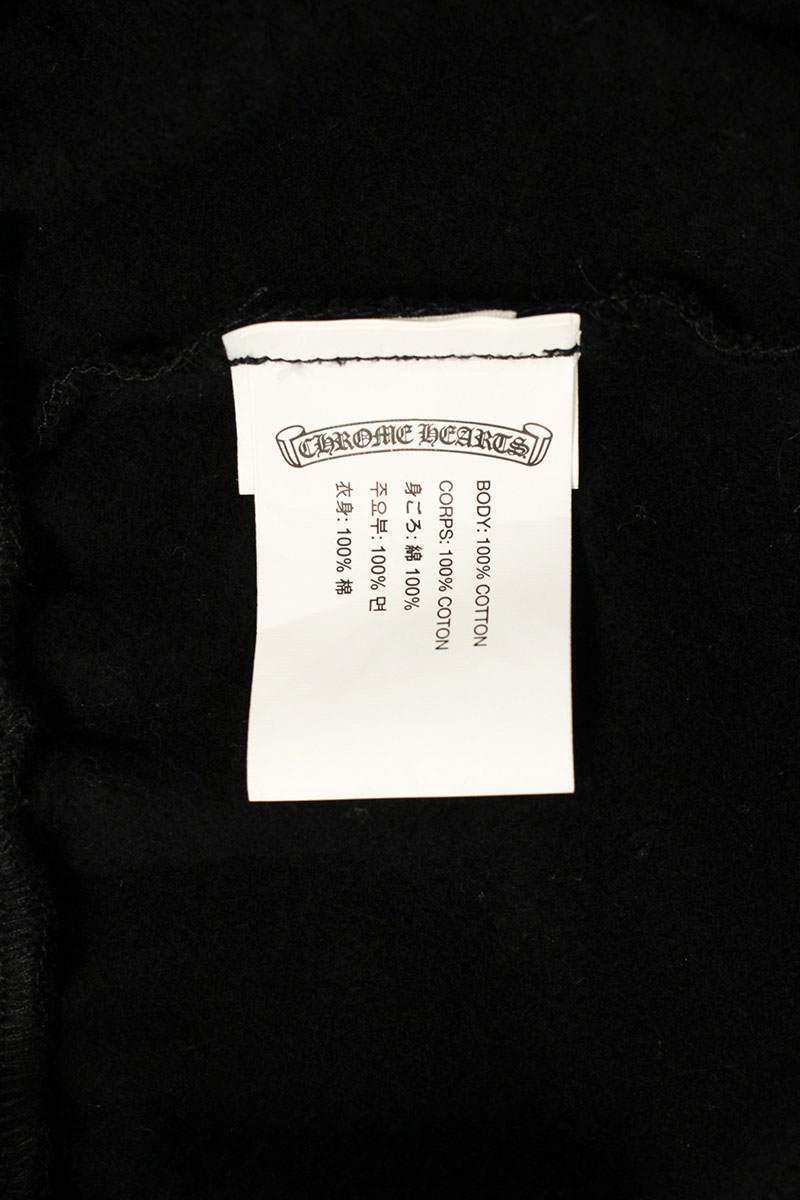 CHROME HEARTS
BODY: 100% COTTON
CORPS: 100% COTON
身ごろ: 綿 100%
주요부: 100% 면
衣身: 100% 棉